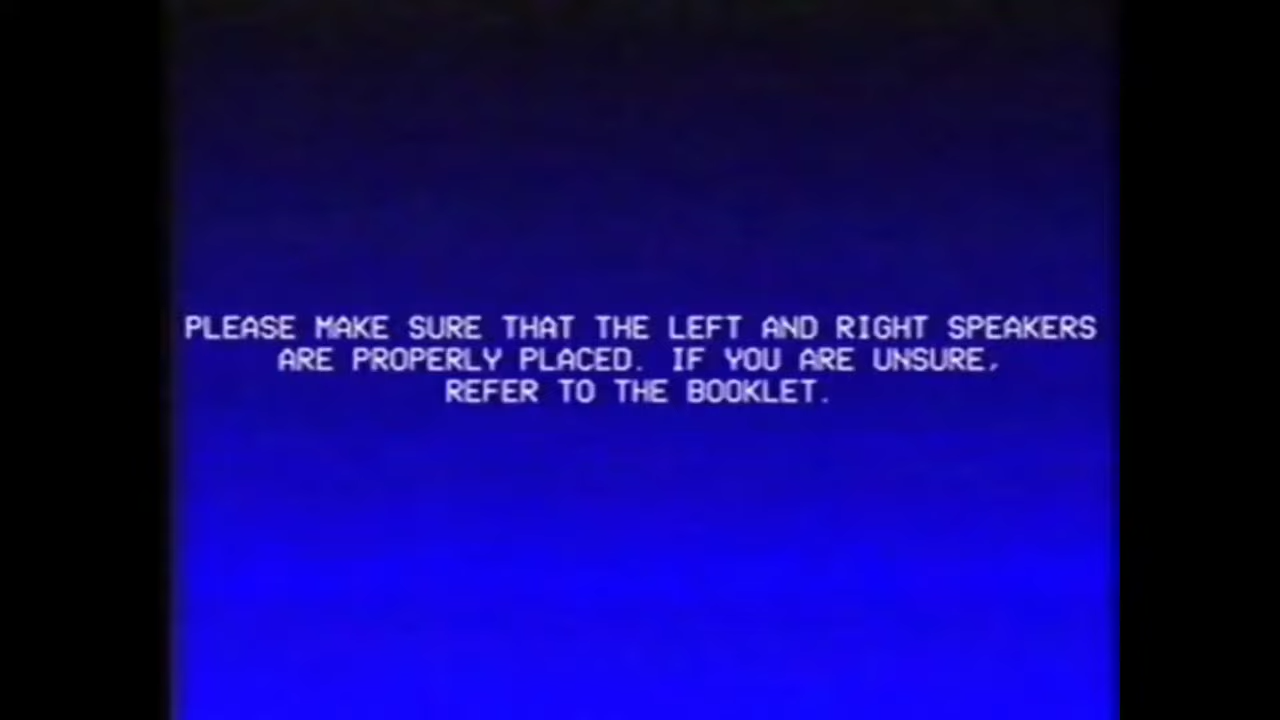 PLEASE MAKE SURE THAT THE LEFT AND RIGHT SPEAKERS
ARE PROPERLY PLACED. IF YOU ARE UNSURE,
REFER TO THE BOOKLET.